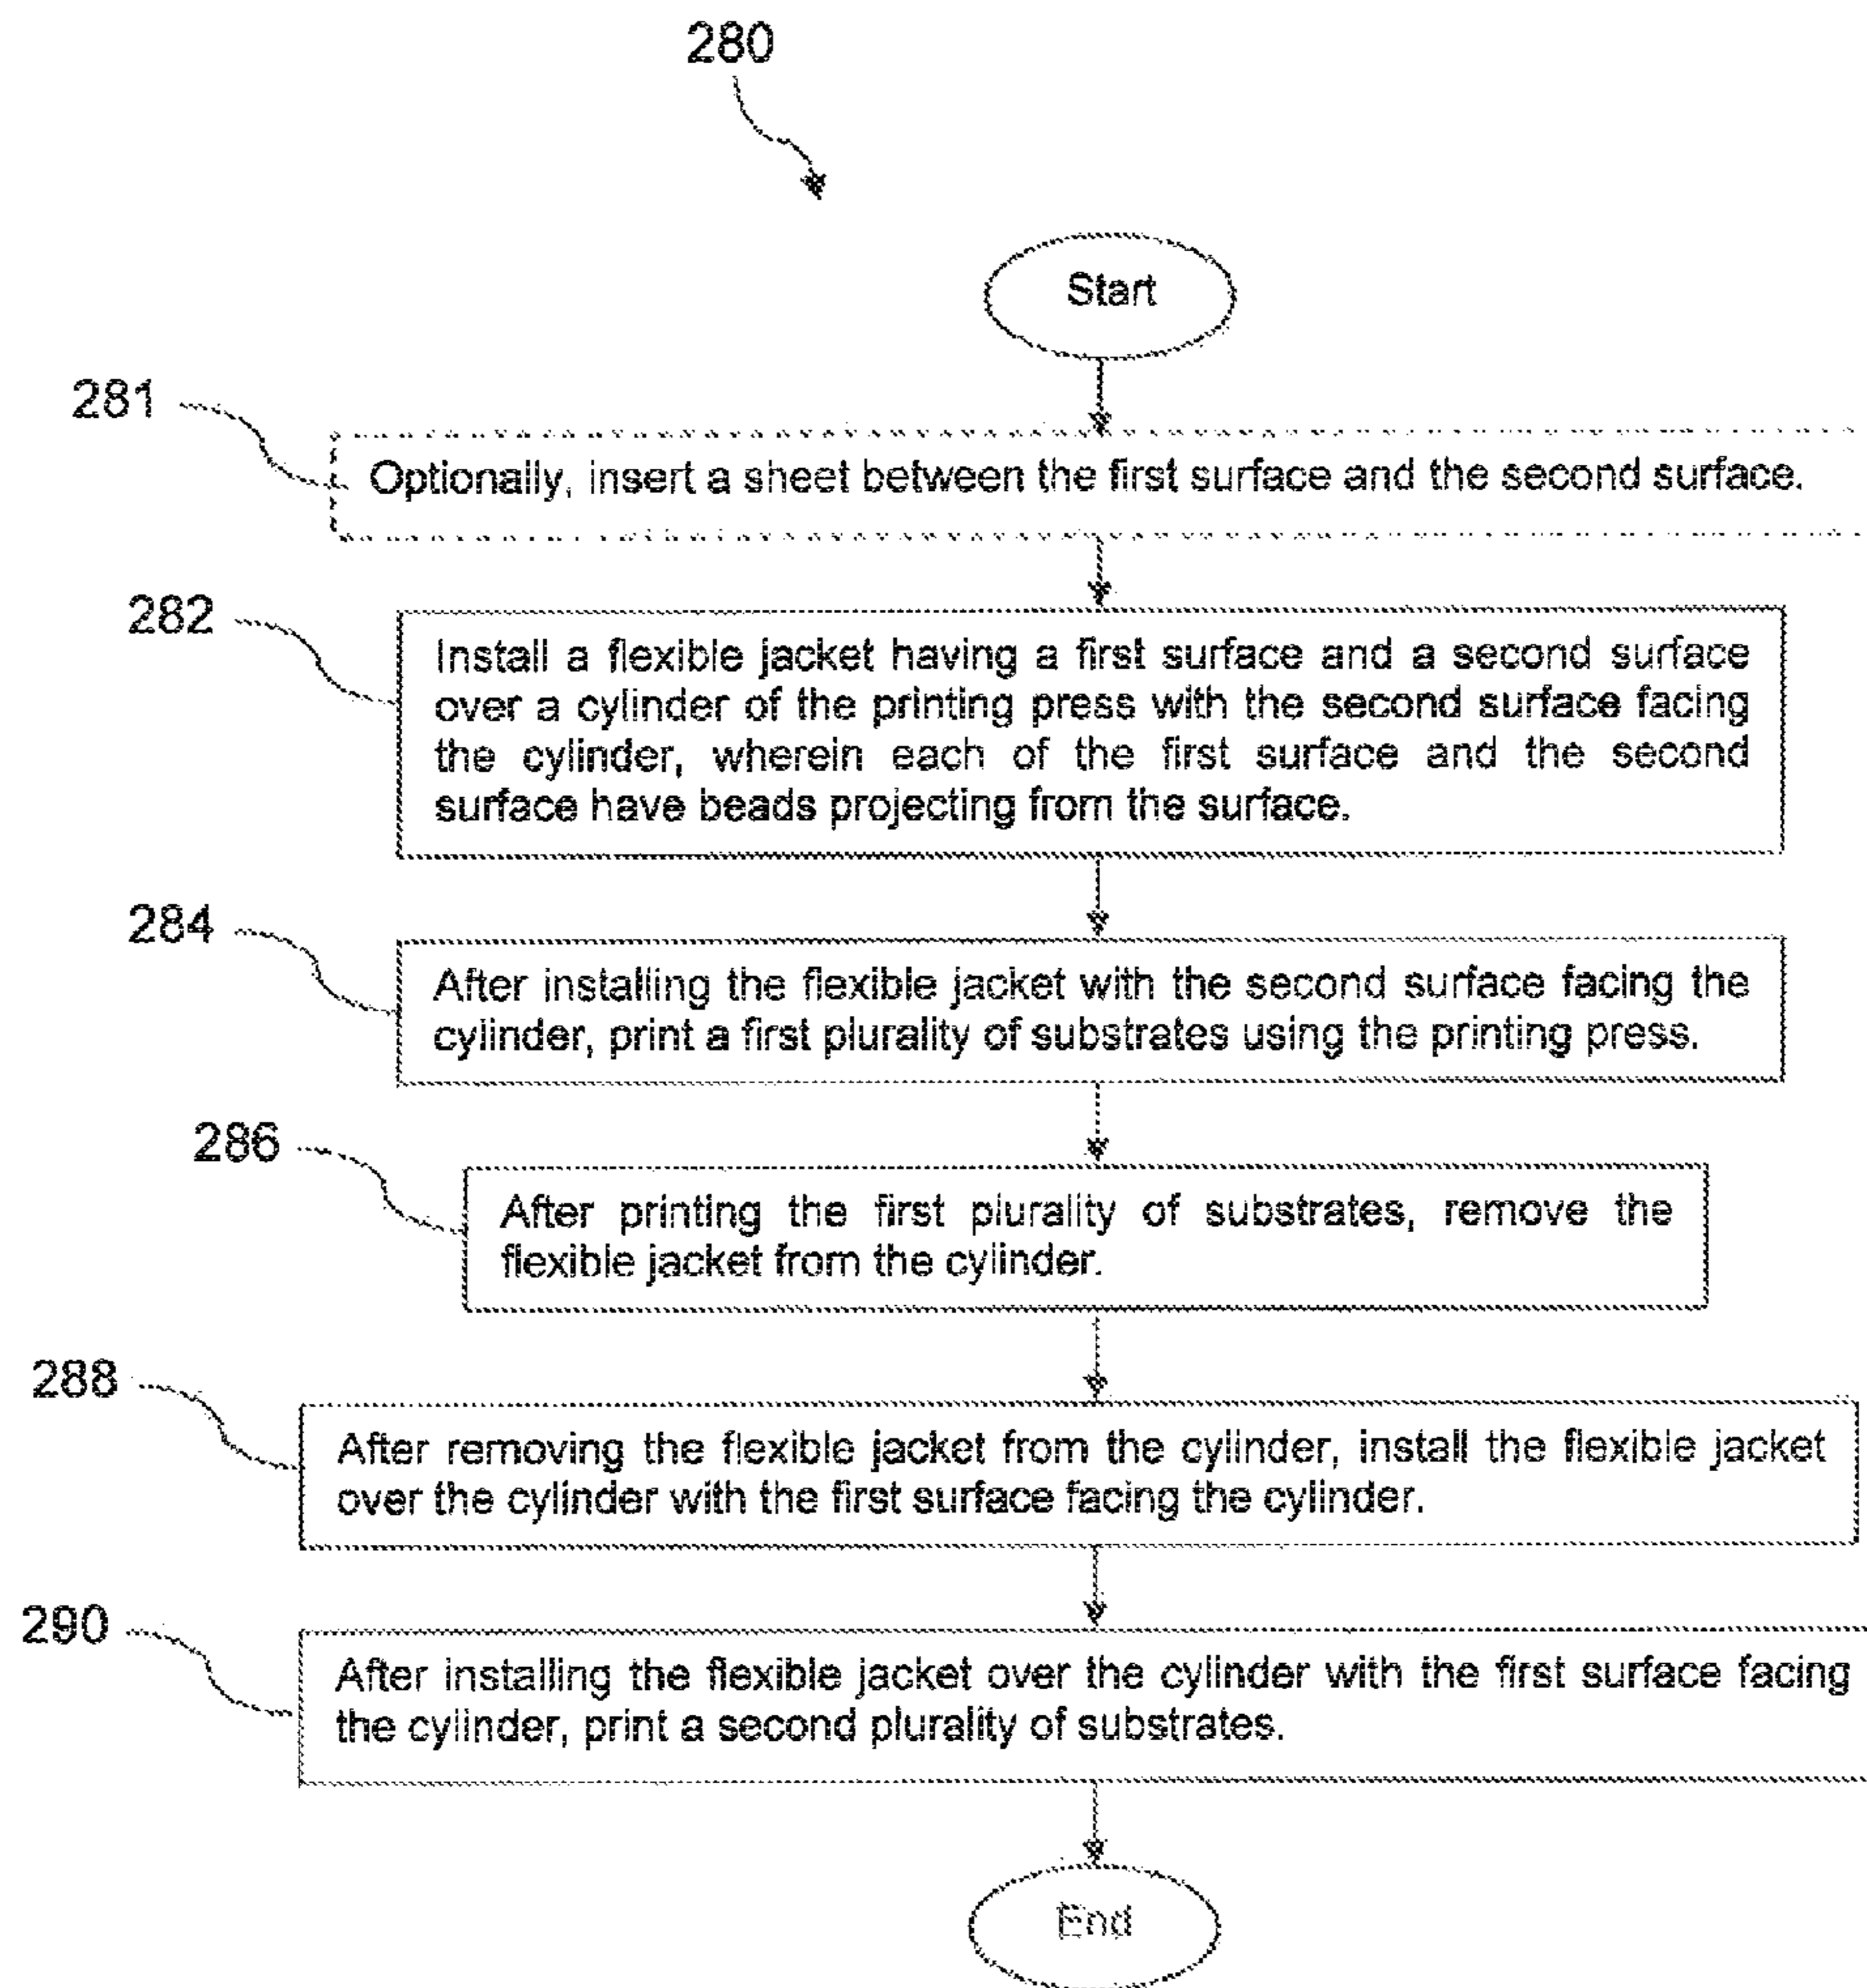 280
Start
281
Optionally, insert a sheet between the first surface and the second surface.
282
Install a flexible jacket having a first surface and a second surface
over a cylinder of the printing press with the second surface facing
the cylinder, wherein each of the first surface and the second
surface have beads projecting from the surface.
284
After installing the flexible jacket with the second surface facing the
cylinder, print a first plurality of substrates using the printing press.
286
After printing the first plurality of substrates, remove the
flexible jacket from the cylinder.
288
After removing the flexible jacket from the cylinder, install the flexible jacket
over the cylinder with the first surface facing the cylinder.
290
After installing the flexible jacket over the cylinder with the first surface facing
the cylinder, print a second plurality of substrates.
End